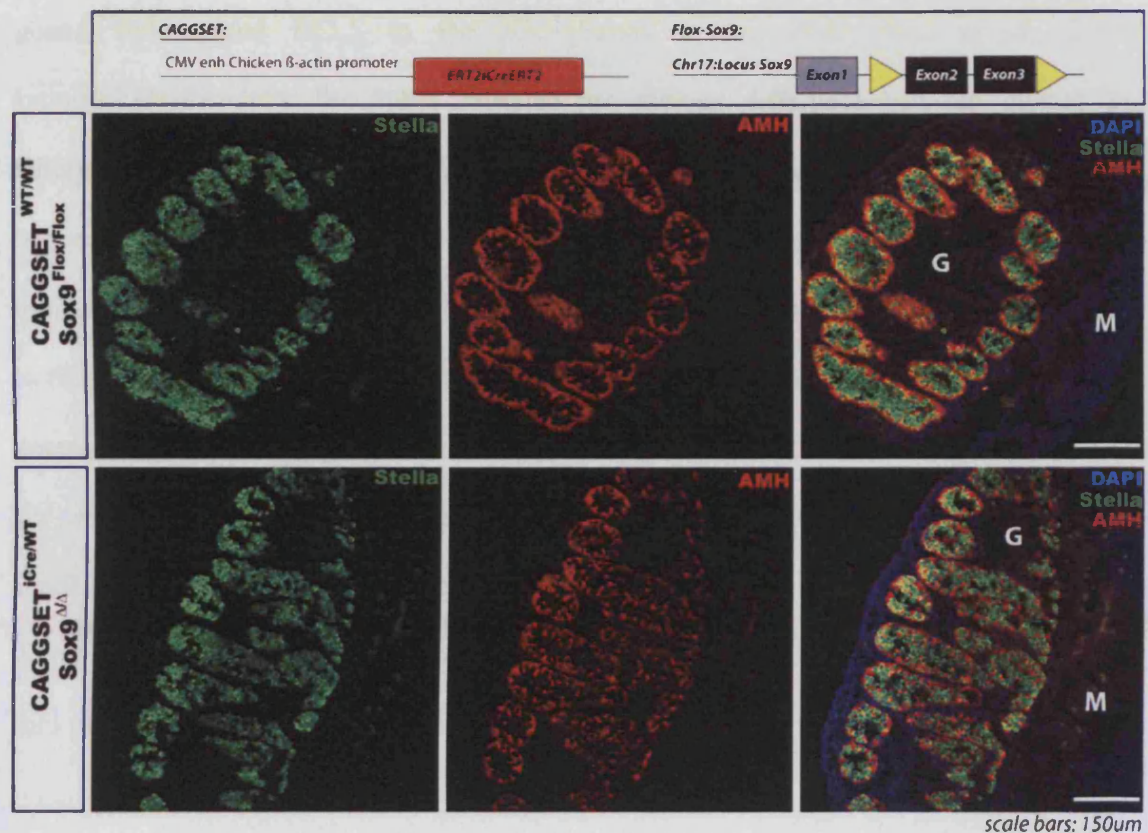 CAGGSET:
CMV enh Chicken ß-actin promoter
ERT2iCreERT2
Flox-Sox9:
Chr17:Locus Sox9
Exon1
Exon2
Exon3
CAGGSET WT/WT
Sox9 Flox/Flox
Stella
AMH
DAPI
Stella
AMH
G
M
CAGGSET iCre/WT
Sox9 Δ/Δ
Stella
AMH
DAPI
Stella
AMH
G
M
scale bars: 150um